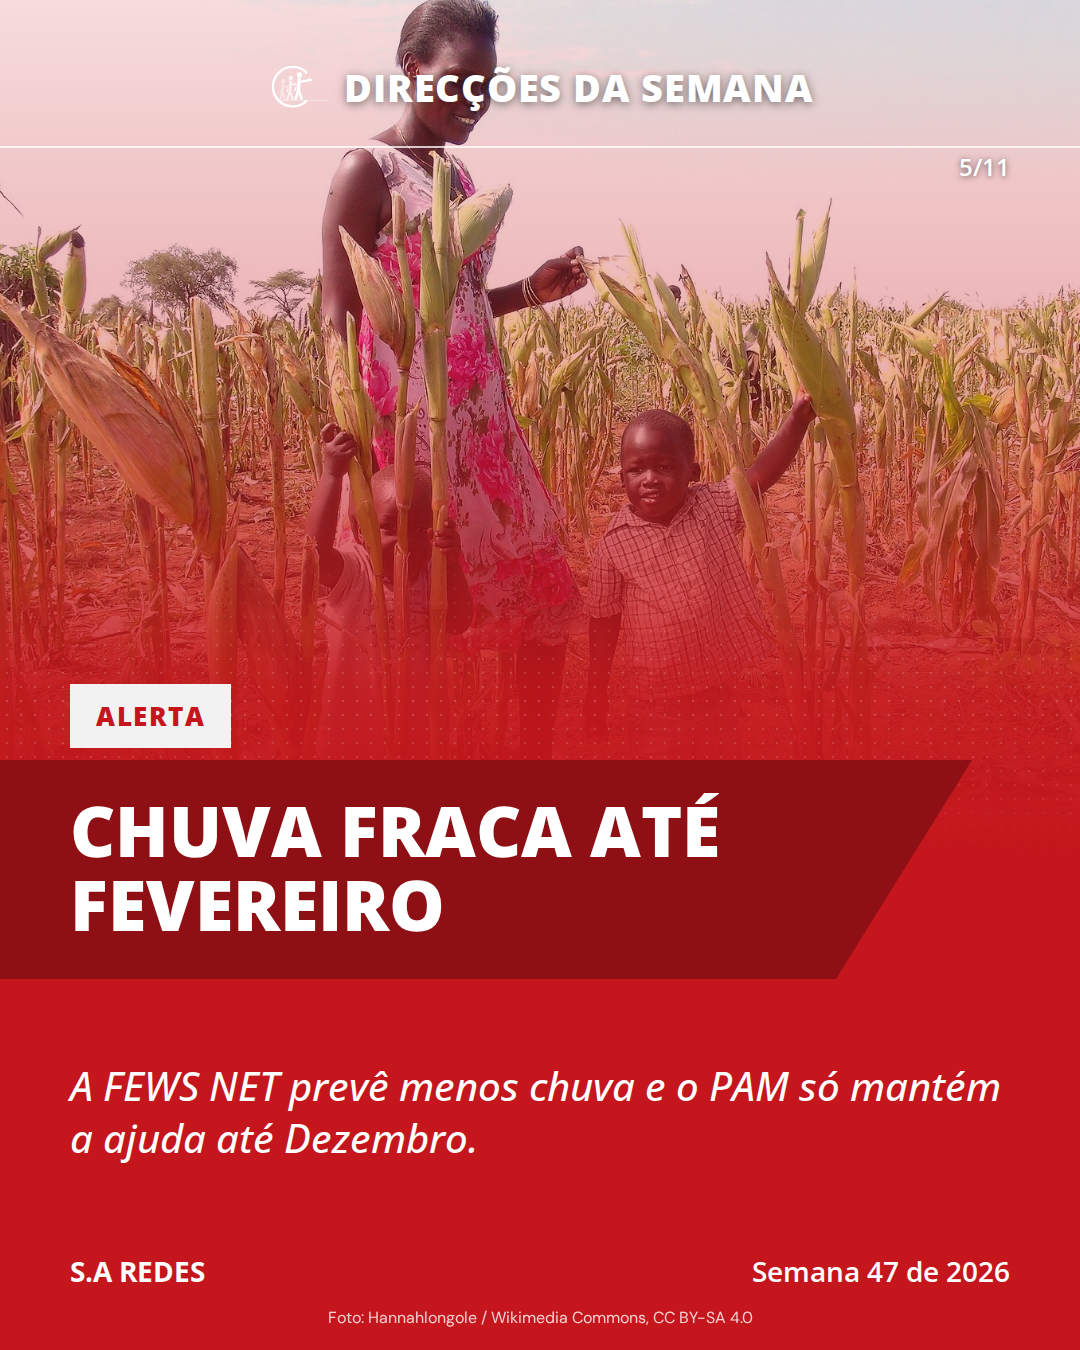 DIRECÇÕES DA SEMANA
5/11
ALERTA
CHUVA FRACA ATÉ
FEVEREIRO
A FEWS NET prevê menos chuva e o PAM só mantém
a ajuda até Dezembro.
S.A REDES
Semana 47 de 2026
Foto: Hannahlongole / Wikimedia Commons, CC BY-SA 4.0